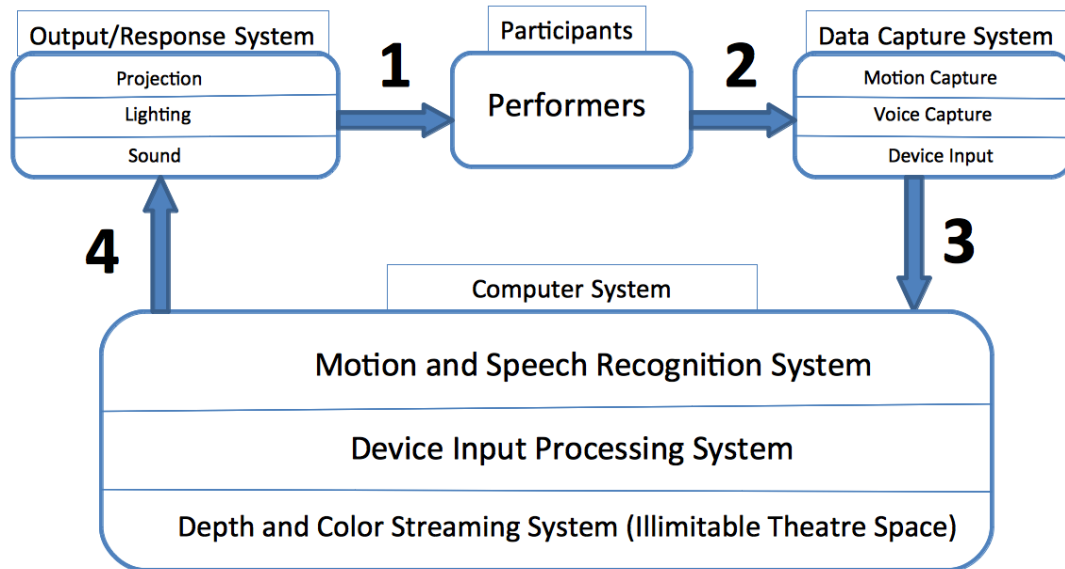 Output/Response System
Projection
Lighting
Sound
1
Participants
Performers
2
Data Capture System
Motion Capture
Voice Capture
Device Input
3
4
Computer System
Motion and Speech Recognition System
Device Input Processing System
Depth and Color Streaming System (Illimitable Theatre Space)